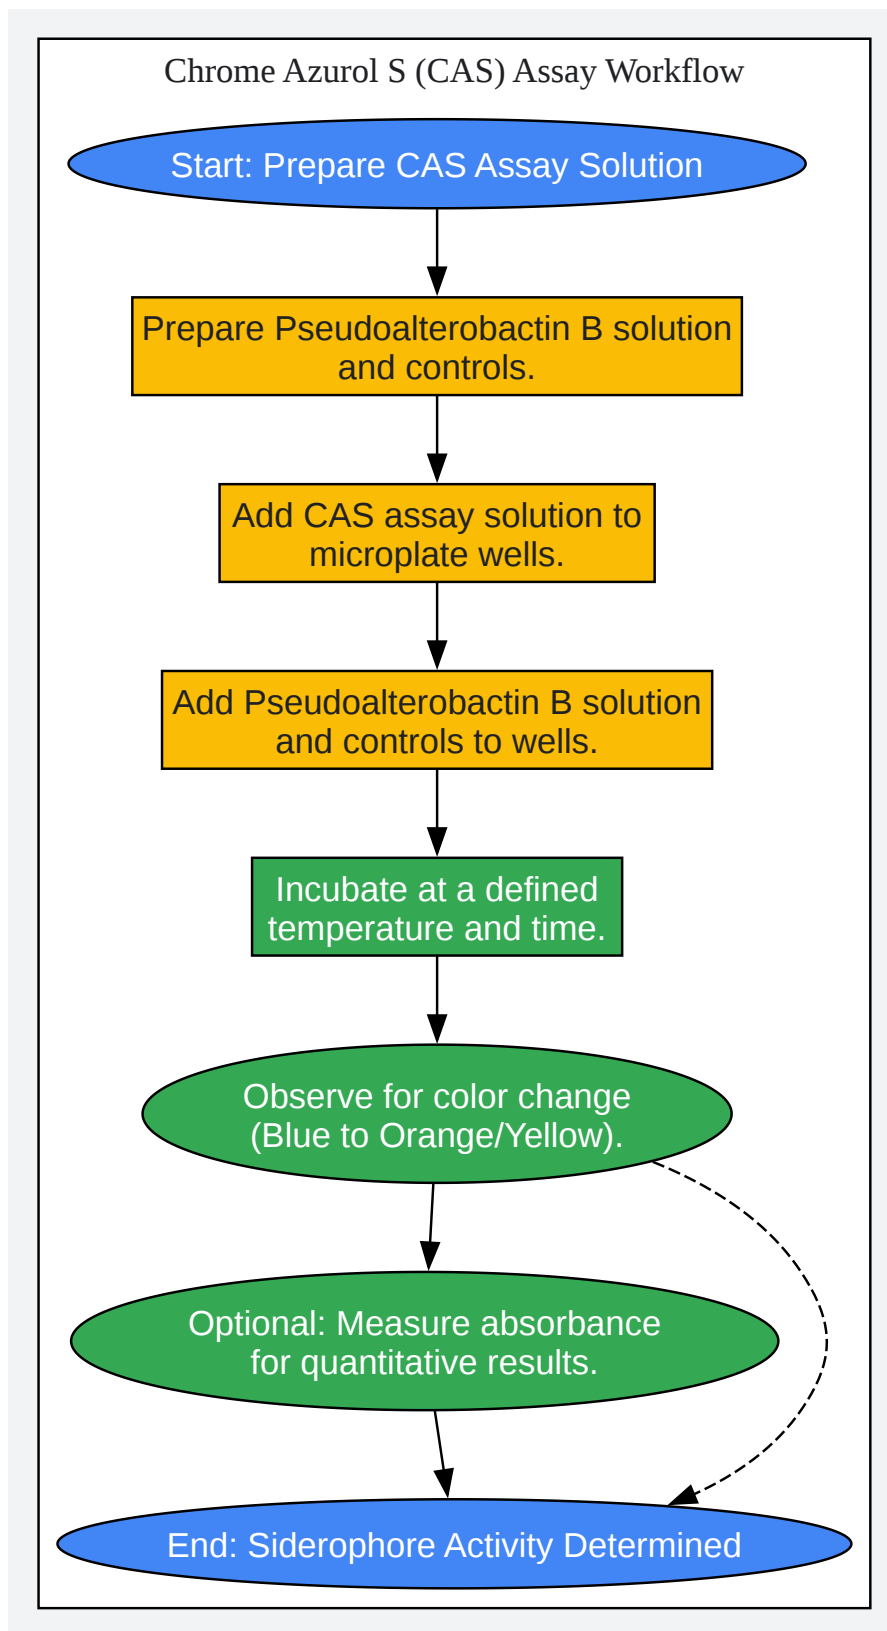 Chrome Azurol S (CAS) Assay Workflow
Start: Prepare CAS Assay Solution
Prepare Pseudoalterobactin B solution
and controls.
Add CAS assay solution to
microplate wells.
Add Pseudoalterobactin B solution
and controls to wells.
Incubate at a defined
temperature and time.
Observe for color change
(Blue to Orange/Yellow).
Optional: Measure absorbance
for quantitative results.
End: Siderophore Activity Determined